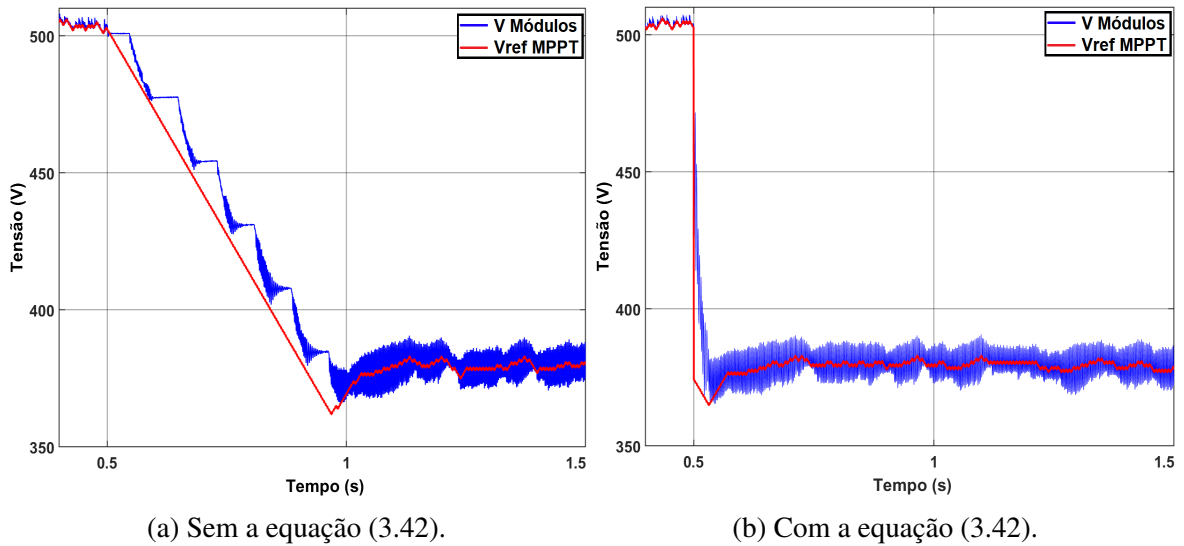 500
450
400
350
0.5
1
1.5
Tensão (V)
Tempo (s)
V Módulos
Vref MPPT
(a) Sem a equação (3.42).
500
450
400
350
0.5
1
1.5
Tensão (V)
Tempo (s)
V Módulos
Vref MPPT
(b) Com a equação (3.42).